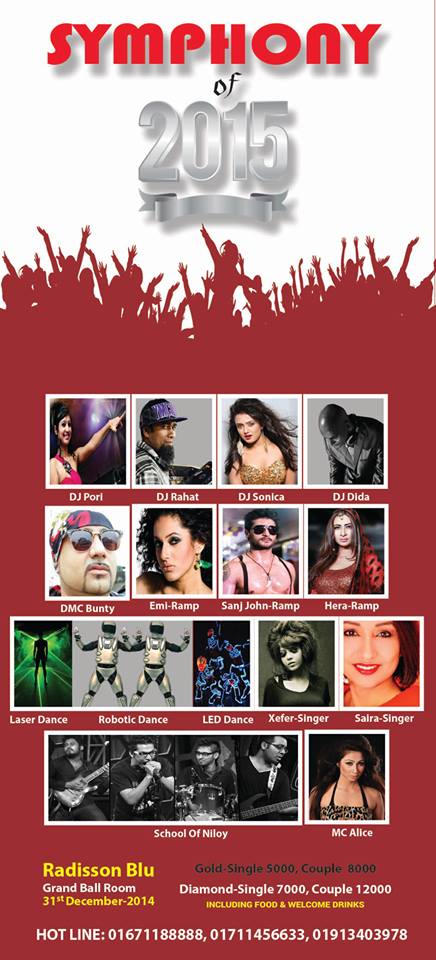 SYMPHONY
of
2015
DJ Pori DJ Rahat DJ Sonica DJ Dida
DMC Bunty Emi-Ramp Sanj John-Ramp Hera-Ramp
Laser Dance Robotic Dance LED Dance Xefer-Singer Saira-Singer
School Of Niloy MC Alice
Radisson Blu Gold-Single 5000, Couple 8000
Grand Ball Room Diamond-Single 7000, Couple 12000
31st December-2014 INCLUDING FOOD & WELCOME DRINKS
HOT LINE: 01671188888, 01711456633, 01913403978